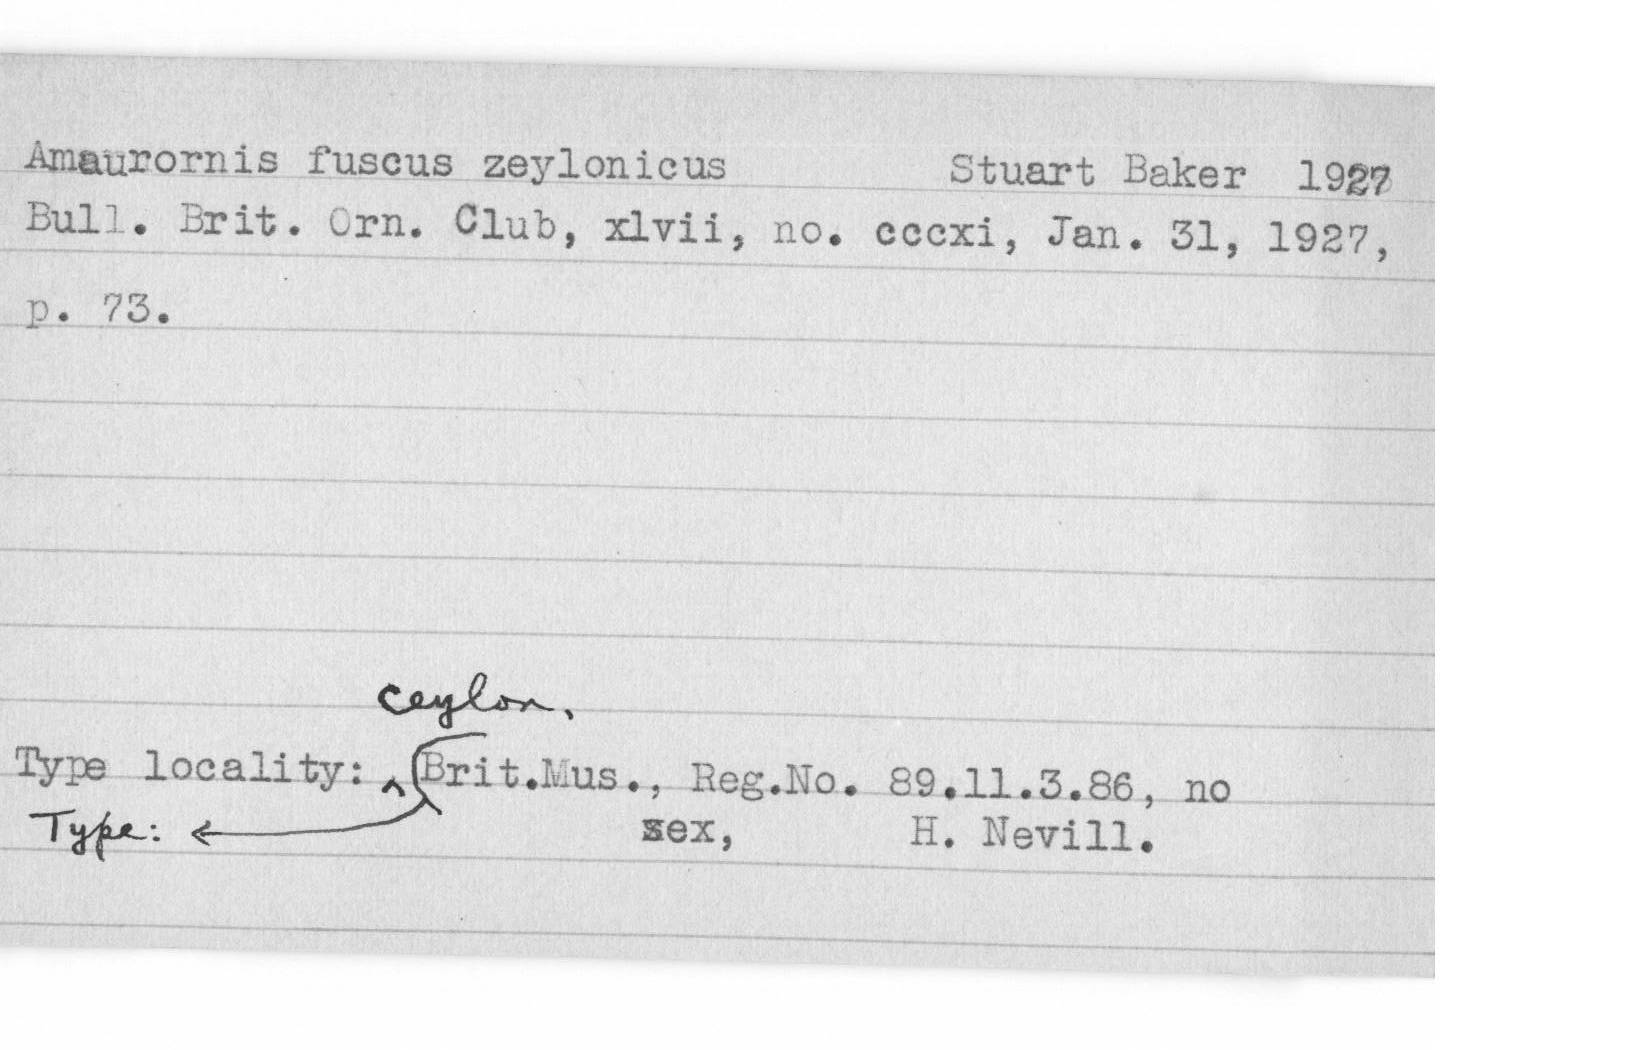 Amaurornis fuscus zeylonicus Stuart Baker 1927
Bull. Brit. Orn. Club, xlvii, no. cccxi, Jan. 31, 1927,
p. 73.
Ceylon,
Type locality: ^ Brit.Mus., Reg.No. 89.11.3.86, no
Type: ← sex, H. Nevill.